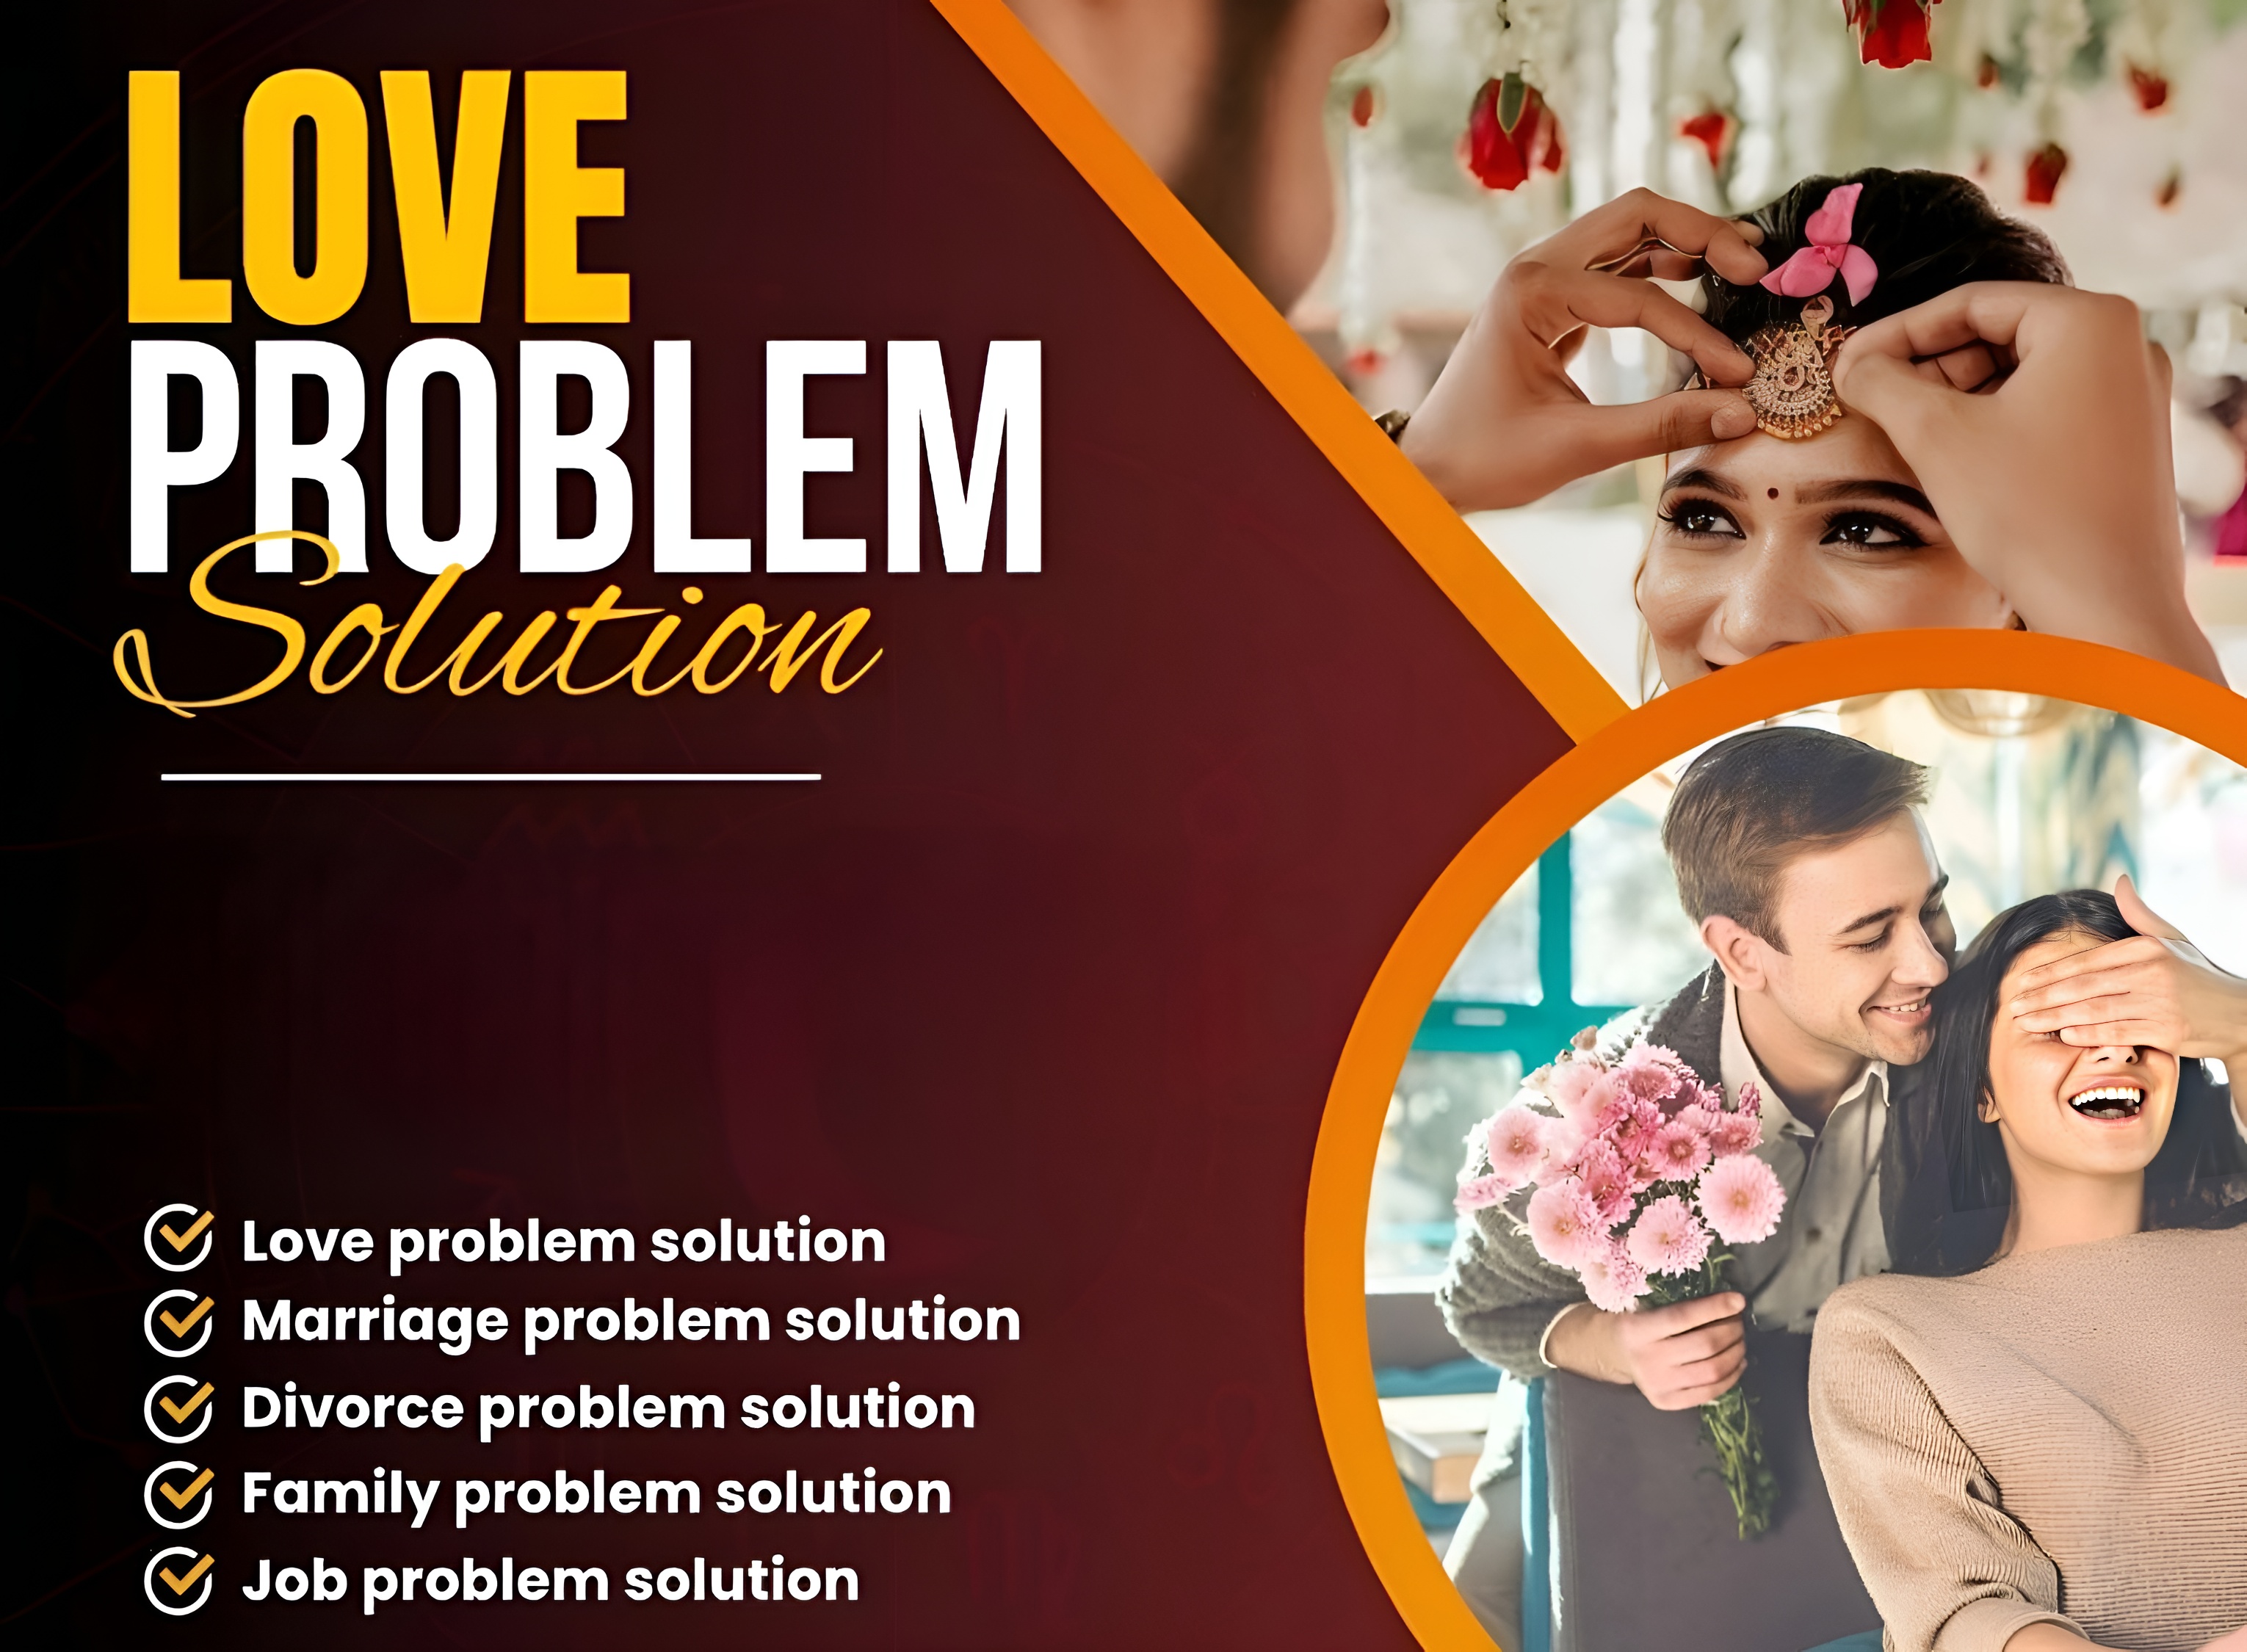 LOVE
PROBLEM
Solution
Love problem solution
Marriage problem solution
Divorce problem solution
Family problem solution
Job problem solution